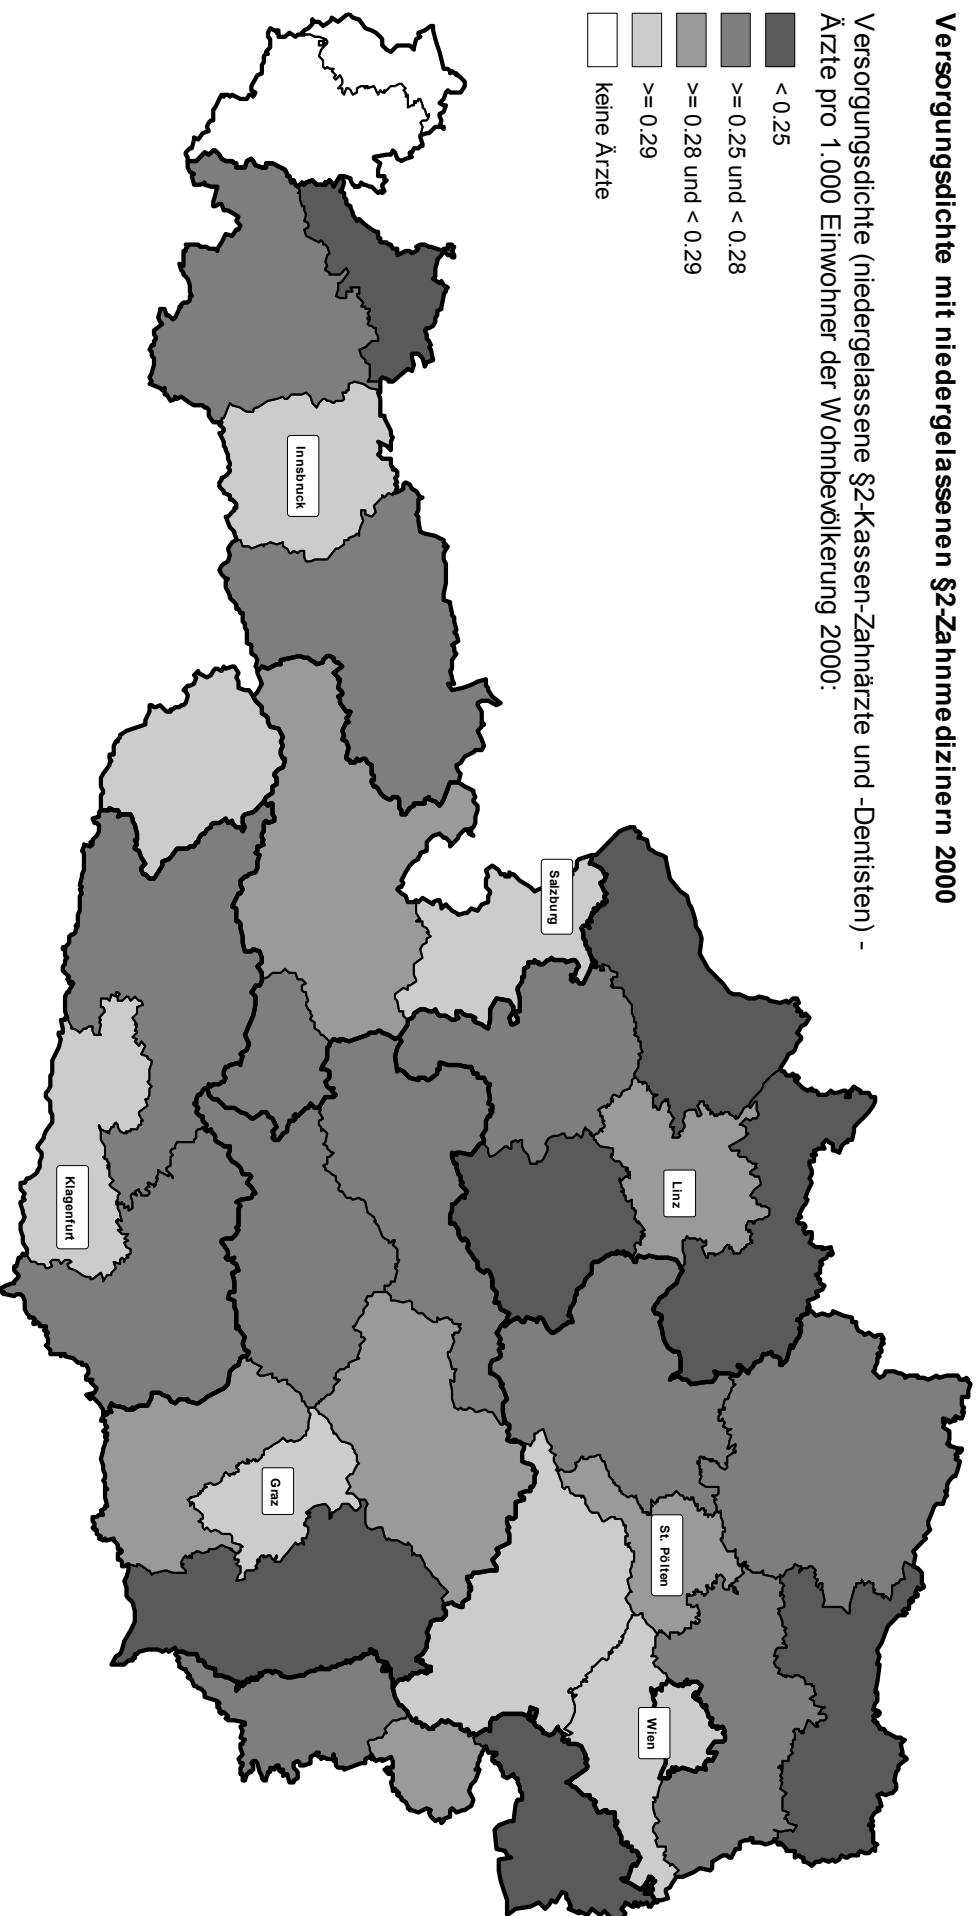 Versorgungsdichte mit niedergelassenen §2-Zahnmedizinern 2000
Versorgungsdichte (niedergelassene §2-Kassen-Zahnärzte und -Dentisten) -
Ärzte pro 1.000 Einwohner der Wohnbevölkerung 2000:
< 0.25
>= 0.25 und < 0.28
>= 0.28 und < 0.29
>= 0.29
keine Ärzte
Innsbruck
Salzburg
Linz
St. Pölten
Wien
Graz
Klagenfurt